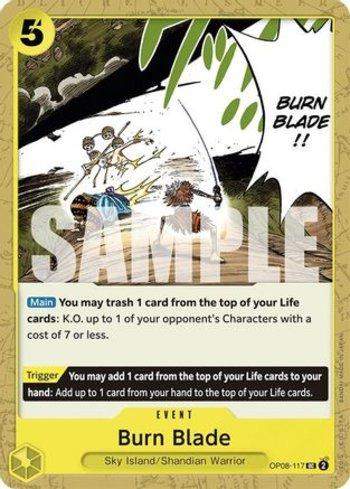 5
BURN
BLADE
!!
SAMPLE
Main You may trash 1 card from the top of your Life
cards: K.O. up to 1 of your opponent's Characters with a
cost of 7 or less.
Trigger You may add 1 card from the top of your Life cards to your
hand: Add up to 1 card from your hand to the top of your Life cards.
EVENT
Burn Blade
Sky Island/Shandian Warrior
OP08-117 UC 2